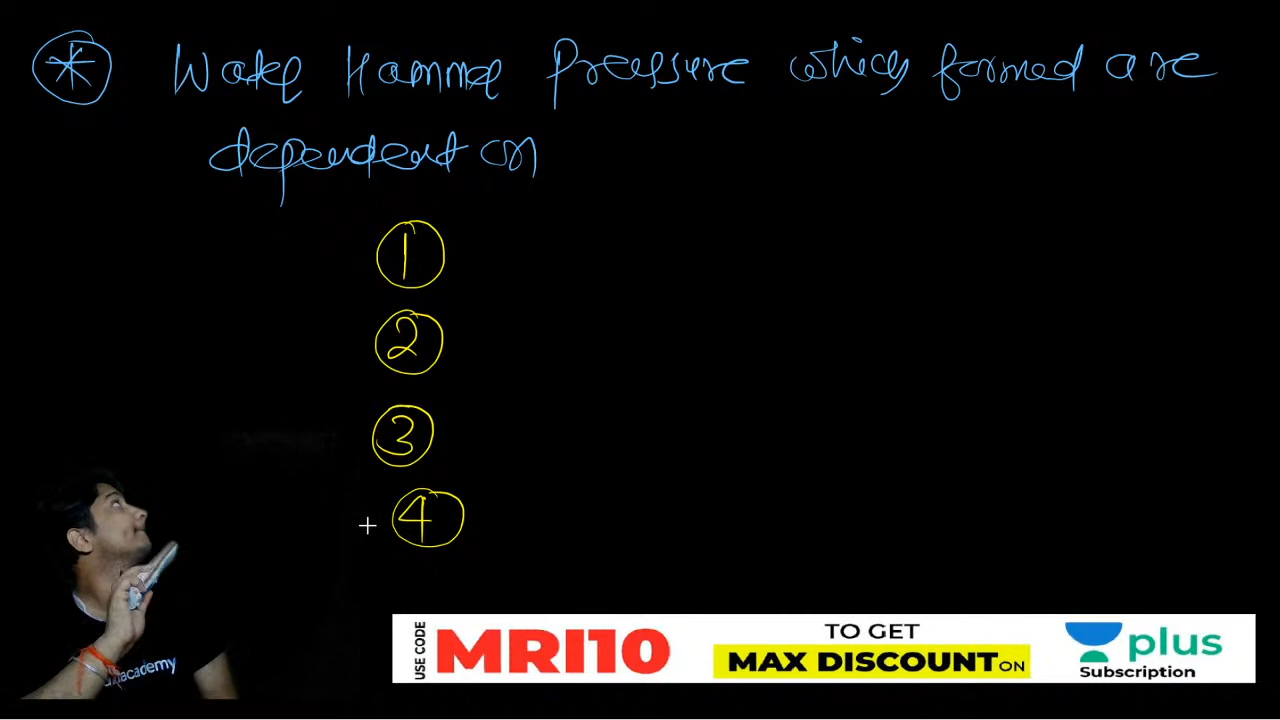 * Water Hammer Pressure which formed are
dependent on
1
2
3
4
USE CODE
MRI10
TO GET
MAX DISCOUNT ON
plus
Subscription
academy